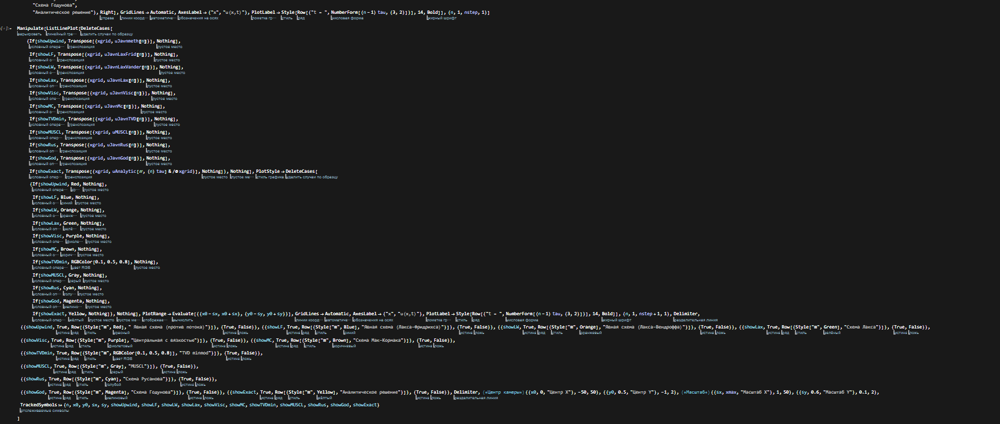 "Схема Годунова",
"Аналитическое решение"}, Right], GridLines → Automatic, AxesLabel → {"x", "u(x,t)"}, PlotLabel → Style[Row[{"t = ", NumberForm[(n-1) tau, {3, 2}]}], 14, Bold]], {n, 1, nstep, 1}]
справа линии коорд… автоматиче… обозначения на осях пометка гр… стиль ряд числовая форма жирный шрифт
Manipulate[ListLinePlot[DeleteCases[
варьировать линейный гра… удалить случаи по образцу
{If[showUpwind, Transpose[{xgrid, uJavnmeth[[n]]}], Nothing],
условный опера… транспозиция пустое место
If[showLF, Transpose[{xgrid, uJavnLaxFrid[[n]]}], Nothing],
условный о… транспозиция пустое место
If[showLW, Transpose[{xgrid, uJavnLaxVander[[n]]}], Nothing],
условный о… транспозиция пустое место
If[showLax, Transpose[{xgrid, uJavnLax[[n]]}], Nothing],
условный оп… транспозиция пустое место
If[showVisc, Transpose[{xgrid, uJavnVisc[[n]]}], Nothing],
условный опе… транспозиция пустое место
If[showMC, Transpose[{xgrid, uJavnMc[[n]]}], Nothing],
условный о… транспозиция пустое место
If[showTVDmin, Transpose[{xgrid, uJavnTVD[[n]]}], Nothing],
условный опера… транспозиция пустое место
If[showMUSCL, Transpose[{xgrid, uMUSCL[[n]]}], Nothing],
условный опер… транспозиция пустое место
If[showRus, Transpose[{xgrid, uJavnRus[[n]]}], Nothing],
условный оп… транспозиция пустое место
If[showGod, Transpose[{xgrid, uJavnGod[[n]]}], Nothing],
условный оп… транспозиция пустое место
If[showExact, Transpose[{xgrid, uAnalytic[#, (n) tau] & /@ xgrid}], Nothing]}, Nothing], PlotStyle → DeleteCases[
условный опер… транспозиция пустое место пустое ме… стиль графика удалить случаи по образцу
{If[showUpwind, Red, Nothing],
условный опера… кр… пустое место
If[showLF, Blue, Nothing],
условный о… синий пустое место
If[showLW, Orange, Nothing],
условный о… оранж… пустое место
If[showLax, Green, Nothing],
условный оп… зелё… пустое место
If[showVisc, Purple, Nothing],
условный опе… фиоле… пустое место
If[showMC, Brown, Nothing],
условный о… корич… пустое место
If[showTVDmin, RGBColor[0.1, 0.5, 0.8], Nothing],
условный опера… цвет RGB пустое место
If[showMUSCL, Gray, Nothing],
условный опер… серый пустое место
If[showRus, Cyan, Nothing],
условный оп… голу… пустое место
If[showGod, Magenta, Nothing],
условный оп… малино… пустое место
If[showExact, Yellow, Nothing]}, Nothing], PlotRange → Evaluate[{{x0 - sx, x0 + sx}, {y0 - sy, y0 + sy}}], GridLines → Automatic, AxesLabel → {"x", "u(x,t)"}, PlotLabel → Style[Row[{"t = ", NumberForm[(n-1) tau, {3, 2}]}], 14, Bold]], {n, 1, nstep + 1, 1}, Delimiter,
условный опер… жёлтый пустое место пустое ме… отображае… вычислить линии коорд… автоматиче… обозначения на осях пометка гр… стиль ряд числовая форма жирный шрифт разделительная линия
{{showUpwind, True, Row[{Style["■", Red], " Явная схема (против потока)"}]}, {True, False}}, {{showLF, True, Row[{Style["■", Blue], "Явная схема (Лакса-Фридрихса)"}]}, {True, False}}, {{showLW, True, Row[{Style["■", Orange], "Явная схема (Лакса-Вендроффа)"}]}, {True, False}}, {{showLax, True, Row[{Style["■", Green], "Схема Лакса"}]}, {True, False}},
истина ряд стиль красный истина ложь истина ряд стиль синий истина ложь истина ряд стиль оранжевый истина ложь истина ряд стиль зелёный истина ложь
{{showVisc, True, Row[{Style["■", Purple], "Центральная с вязкостью"}]}, {True, False}}, {{showMC, True, Row[{Style["■", Brown], "Схема Мак-Кормака"}]}, {True, False}},
истина ряд стиль фиолетовый истина ложь истина ряд стиль коричневый истина ложь
{{showTVDmin, True, Row[{Style["■", RGBColor[0.1, 0.5, 0.8]], "TVD minmod"}]}, {True, False}},
истина ряд стиль цвет RGB истина ложь
{{showMUSCL, True, Row[{Style["■", Gray], "MUSCL"}]}, {True, False}},
истина ряд стиль серый истина ложь
{{showRus, True, Row[{Style["■", Cyan], "Схема Русанова"}]}, {True, False}},
истина ряд стиль голубой истина ложь
{{showGod, True, Row[{Style["■", Magenta], "Схема Годунова"}]}, {True, False}}, {{showExact, True, Row[{Style["■", Yellow], "Аналитическое решение"}]}, {True, False}}, Delimiter, (*Центр камеры*) {{x0, 0, "Центр X"}, -50, 50}, {{y0, 0.5, "Центр Y"}, -1, 2}, (*Масштаб*) {{sx, xmax, "Масштаб X"}, 1, 50}, {{sy, 0.6, "Масштаб Y"}, 0.1, 2},
истина ряд стиль малиновый истина ложь истина ряд стиль жёлтый истина ложь разделительная линия
TrackedSymbols :> {n, x0, y0, sx, sy, showUpwind, showLF, showLW, showLax, showVisc, showMC, showTVDmin, showMUSCL, showRus, showGod, showExact}
отслеживаемые символы
]